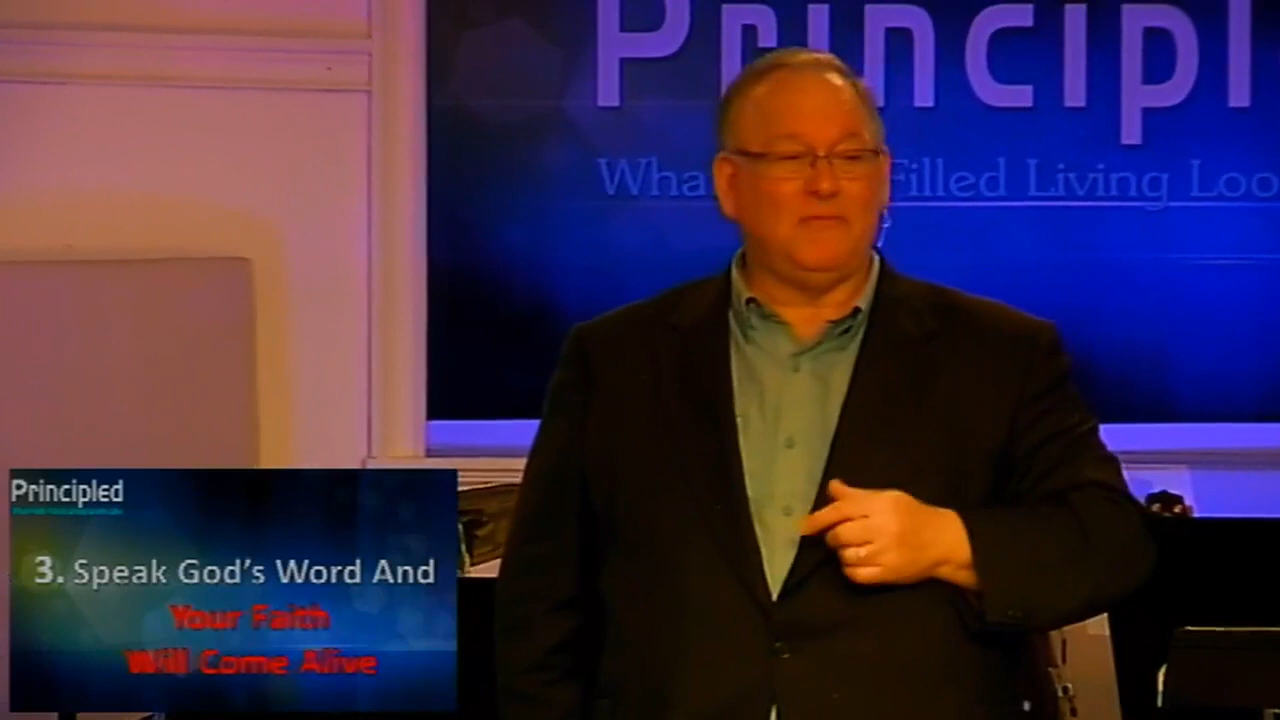 Principl
Wha Filled Living Loo
Principled
3. Speak God's Word And
Your Faith
Will Come Alive